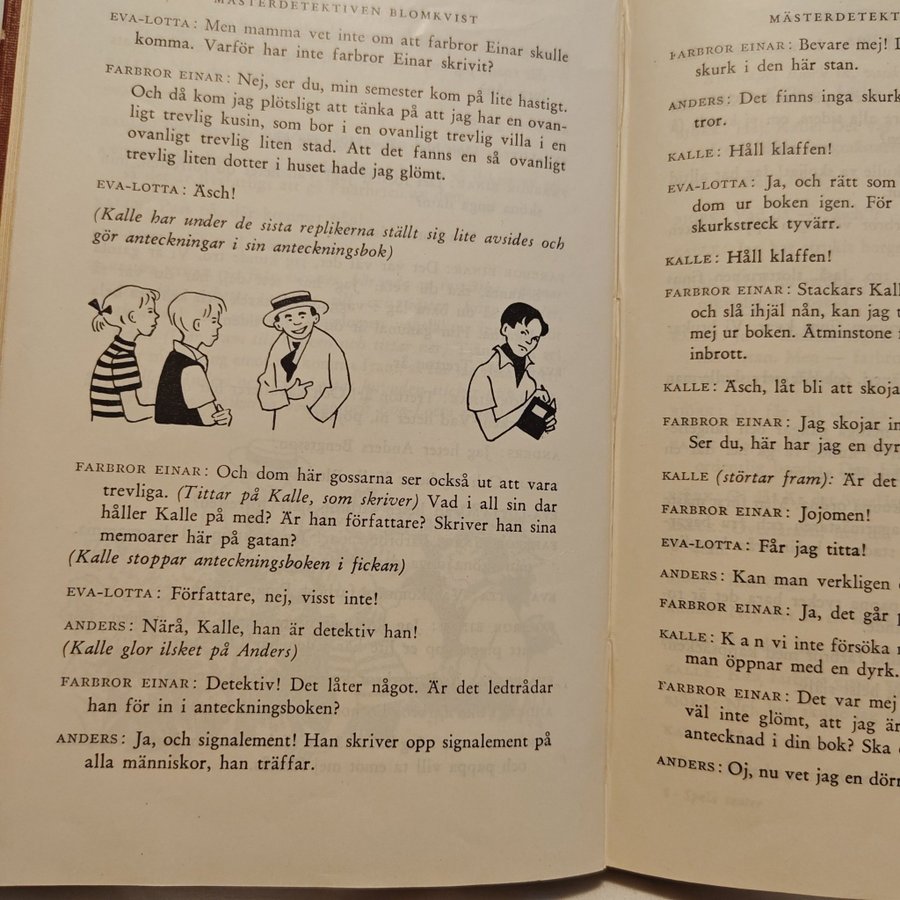 MÄSTERDETEKTIVEN BLOMKVIST
EVA-LOTTA: Men mamma vet inte om att farbror Einar skulle
komma. Varför har inte farbror Einar skrivit?
FARBROR EINAR: Nej, ser du, min semester kom på lite hastigt.
Och då kom jag plötsligt att tänka på att jag har en ovan-
ligt trevlig kusin, som bor i en ovanligt trevlig villa i en
ovanligt trevlig liten stad. Att det fanns en så ovanligt
trevlig liten dotter i huset hade jag glömt.
EVA-LOTTA: Äsch!
(Kalle har under de sista replikerna ställt sig lite avsides och
gör anteckningar i sin anteckningsbok)
FARBROR EINAR: Och dom här gossarna ser också ut att vara
trevliga. (Tittar på Kalle, som skriver) Vad i all sin dar
håller Kalle på med? Är han författare? Skriver han sina
memoarer här på gatan?
(Kalle stoppar anteckningsboken i fickan)
EVA-LOTTA: Författare, nej, visst inte!
ANDERS: Närå, Kalle, han är detektiv han!
(Kalle glor ilsket på Anders)
FARBROR EINAR: Detektiv! Det låter något. Är det ledtrådar
han för in i anteckningsboken?
ANDERS: Ja, och signalement! Han skriver opp signalement på
alla människor, han träffar.
MÄSTERDETEKT
FARBROR EINAR: Bevare mej!
skurk i den här stan.
ANDERS: Det finns inga skurk
tror.
KALLE: Håll klaffen!
EVA-LOTTA: Ja, och rätt som
dom ur boken igen. För
skurkstreck tyvärr.
KALLE: Håll klaffen!
FARBROR EINAR: Stackars Kall
och slå ihjäl nån, kan jag
mej ur boken. Åtminstone
inbrott.
KALLE: Äsch, låt bli att skoja
FARBROR EINAR: Jag skojar in
Ser du, här har jag en dyrk
KALLE (störtar fram): Är det
FARBROR EINAR: Jojomen!
EVA-LOTTA: Får jag titta!
ANDERS: Kan man verkligen
FARBROR EINAR: Ja, det går
KALLE: Kan vi inte försöka
man öppnar med en dyrk.
FARBROR EINAR: Det var mej
väl inte glömt, att jag är
antecknad i din bok? Ska
ANDERS: Oj, nu vet jag en dörr
Spela teater